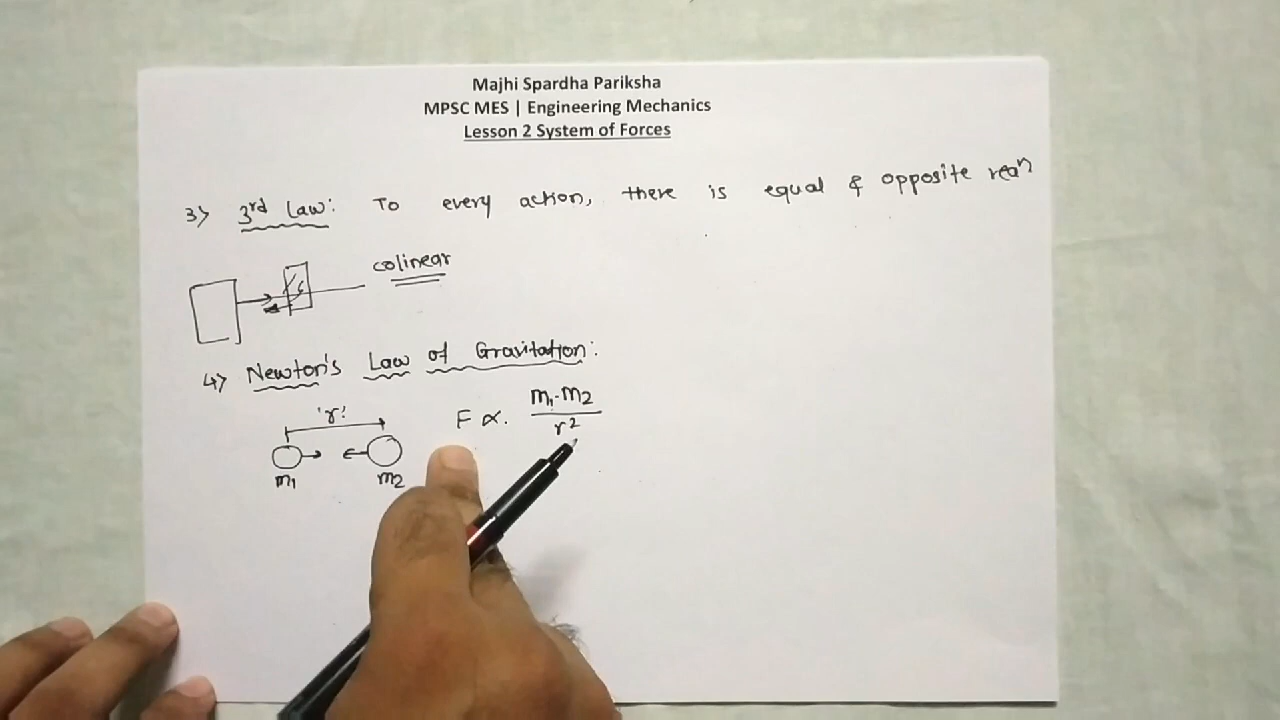 Majhi Spardha Pariksha
MPSC MES | Engineering Mechanics
Lesson 2 System of Forces
3> 3rd Law: To every action, there is equal & opposite reaⁿ
colinear
4> Newton's Law of Gravitation:
'r'
F ∝. m₁.m₂ / r²
m₁ m₂